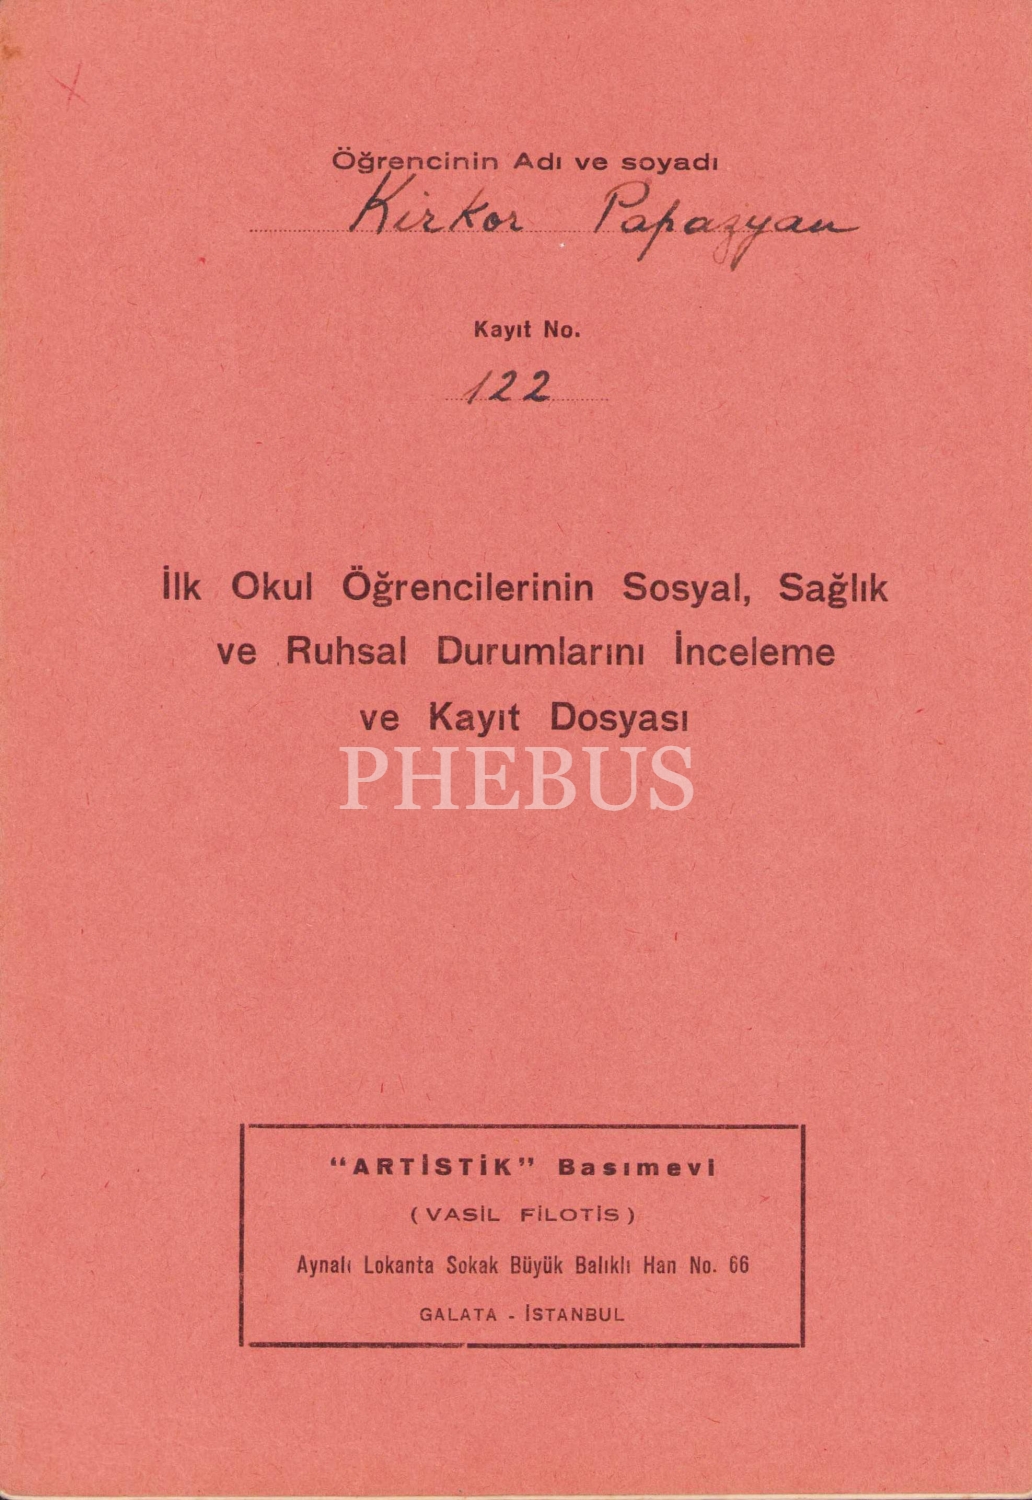 Öğrencinin Adı ve soyadı
Kirkor Papazyan
Kayıt No.
122
İlk Okul Öğrencilerinin Sosyal, Sağlık
ve Ruhsal Durumlarını İnceleme
ve Kayıt Dosyası
PHEBUS
“ARTİSTİK” Basımevi
(VASİL FİLOTİS)
Aynalı Lokanta Sokak Büyük Balıklı Han No. 66
GALATA - İSTANBUL